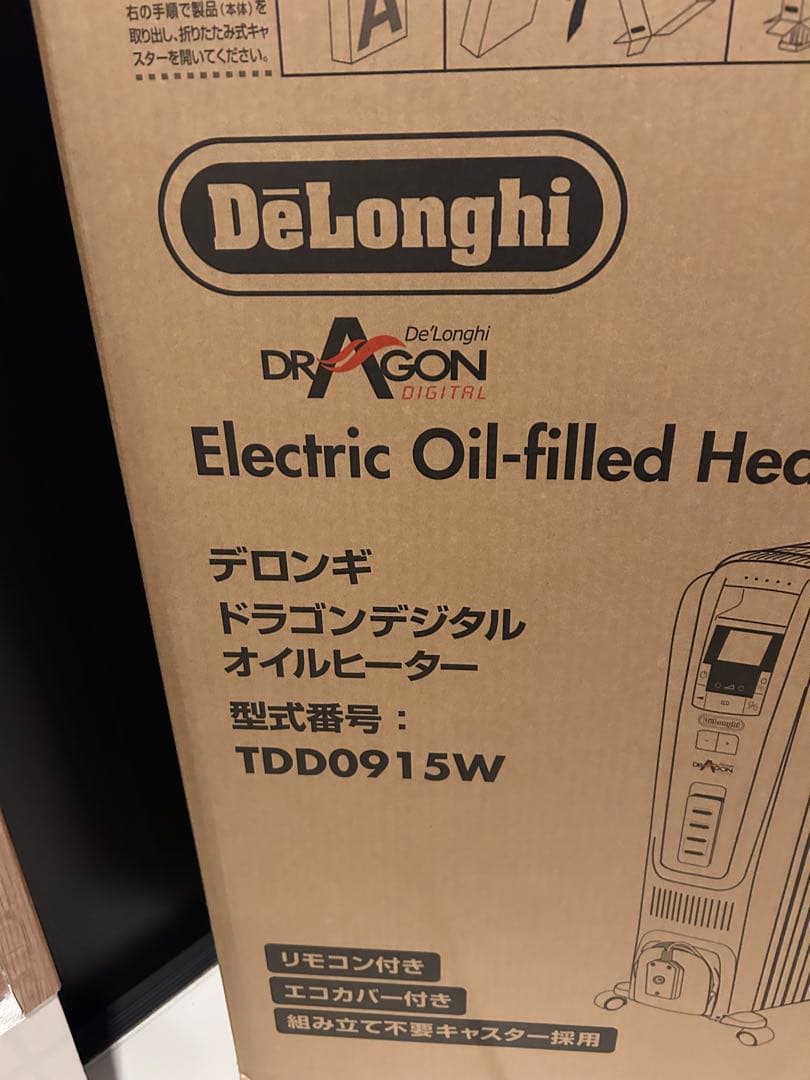 右の手順で製品(本体)を
取り出し、折りたたみ式キャ
スターを開いてください。
A
DēLonghi
De'Longhi
DRAGON
DIGITAL
Electric Oil-filled Hea
デロンギ
ドラゴンデジタル
オイルヒーター
型式番号：
TDD0915W
ECO
DēLonghi
- +
DRAGON
リモコン付き
エコカバー付き
組み立て不要キャスター採用